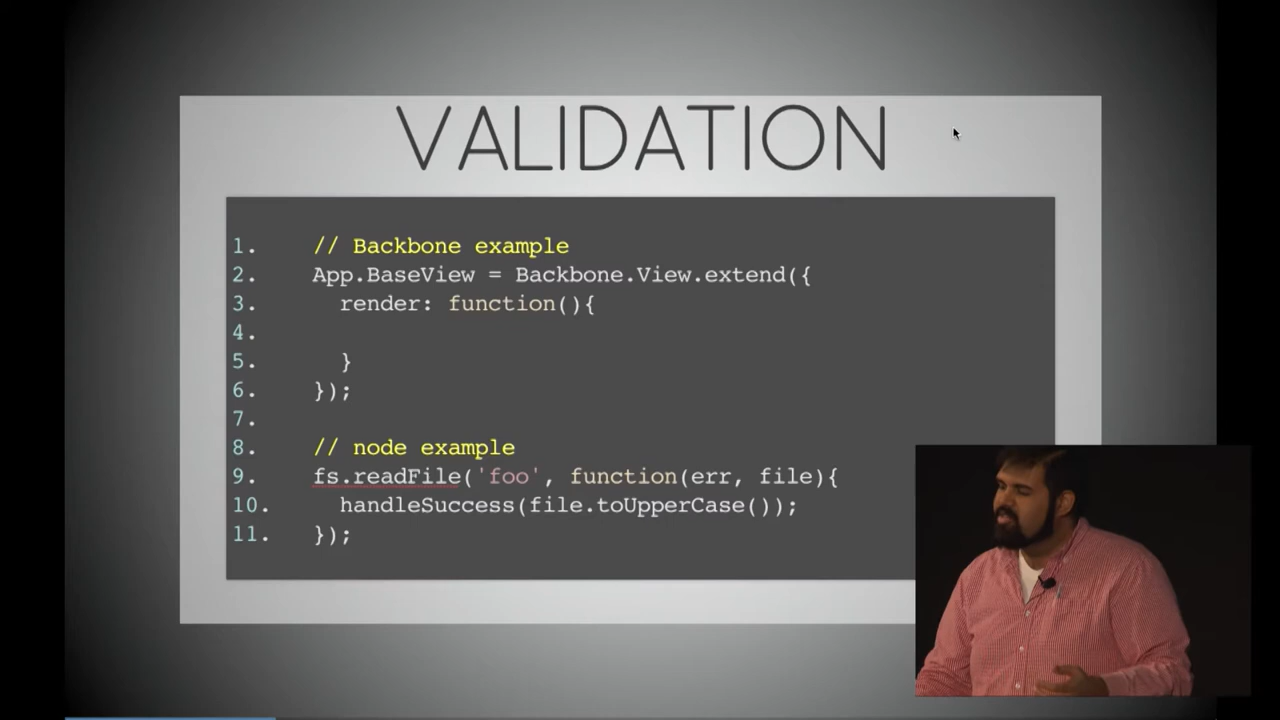 VALIDATION
1. // Backbone example
2. App.BaseView = Backbone.View.extend({
3. render: function(){
4.
5. }
6. });
7.
8. // node example
9. fs.readFile('foo', function(err, file){
10. handleSuccess(file.toUpperCase());
11. });